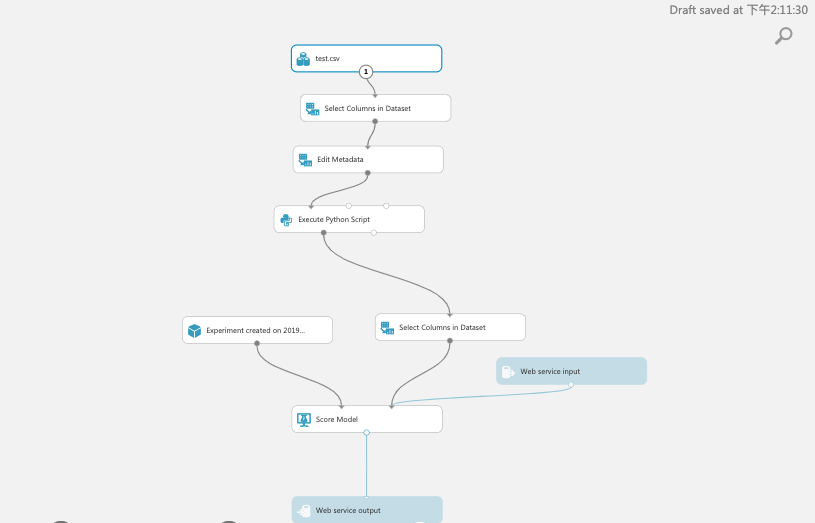 Draft saved at 下午2:11:30
test.csv
1
Select Columns in Dataset
Edit Metadata
Execute Python Script
Experiment created on 2019...
Select Columns in Dataset
Web service input
Score Model
Web service output